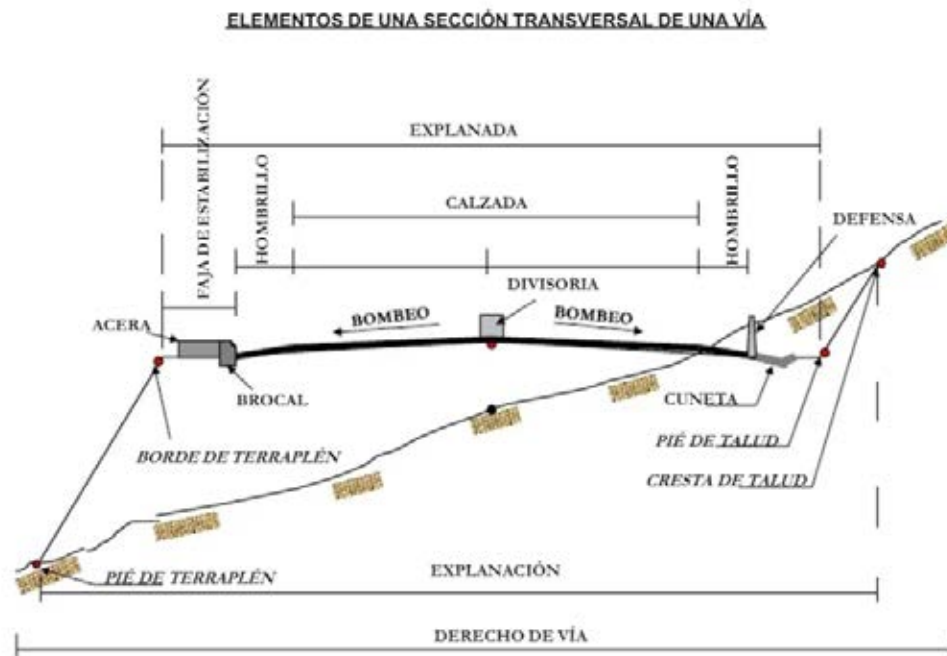 ELEMENTOS DE UNA SECCIÓN TRANSVERSAL DE UNA VÍA
FAJA DE ESTABILIZACIÓN
EXPLANADA
HOMBRILLO
HOMBRILLO
CALZADA
DEFENSA
DIVISORIA
ACERA
BOMBEO
BOMBEO
BROCAL
CUNETA
BORDE DE TERRAPLÉN
PIÉ DE TALUD
CRESTA DE TALUD
PIÉ DE TERRAPLÉN
EXPLANACIÓN
DERECHO DE VÍA